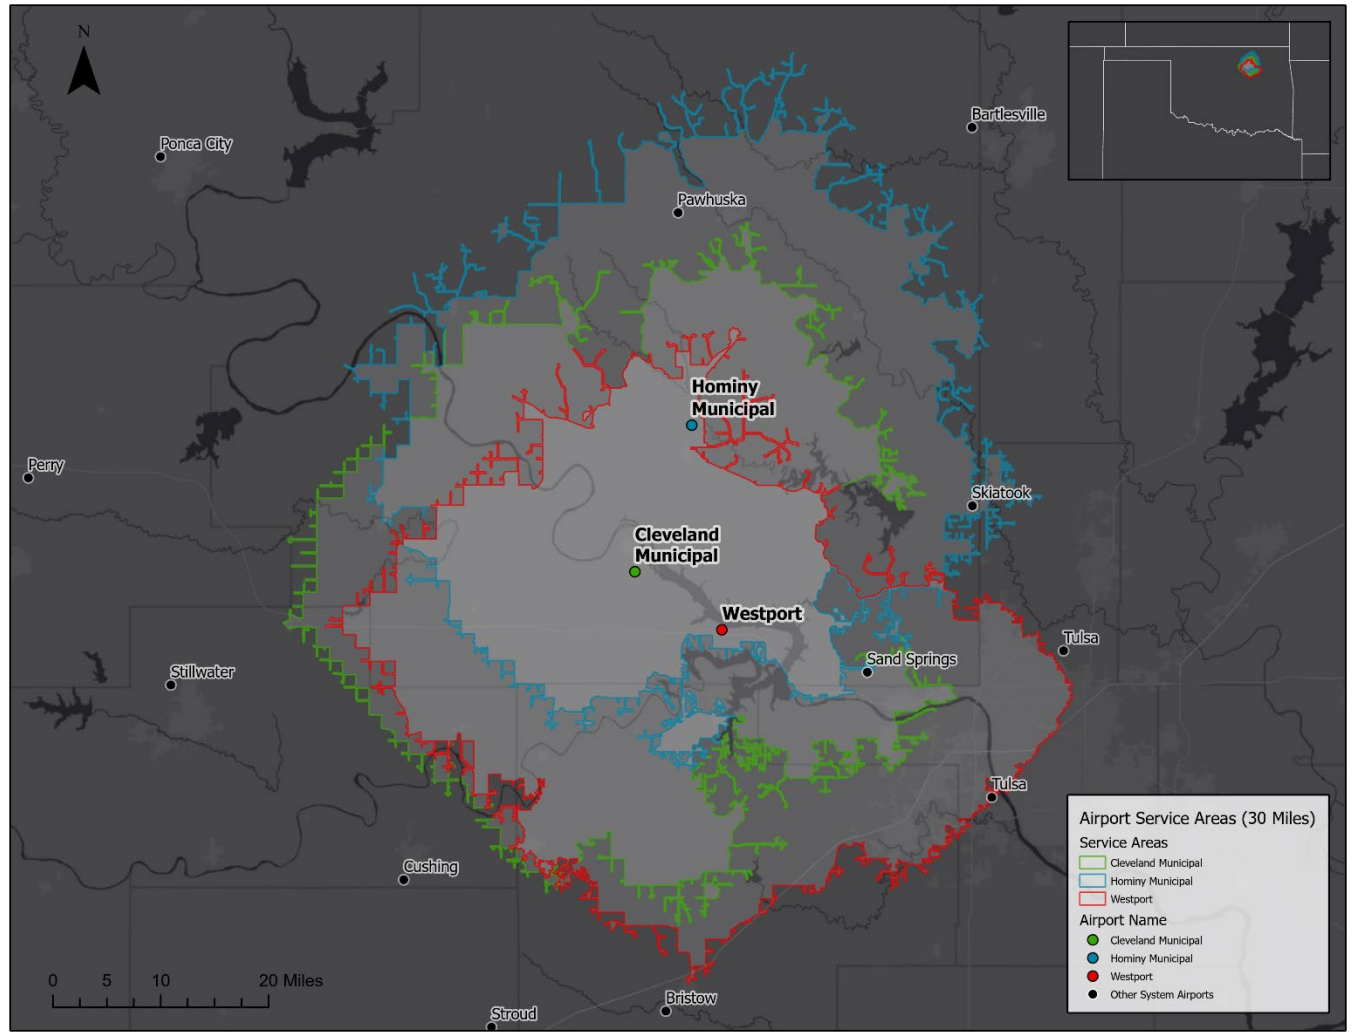 N
Ponca City
Bartlesville
Pawhuska
Hominy
Municipal
Perry
Skiatook
Cleveland
Municipal
Westport
Tulsa
Sand Springs
Stillwater
Tulsa
Cushing
Bristow
Stroud
0 5 10 20 Miles
Airport Service Areas (30 Miles)
Service Areas
Cleveland Municipal
Hominy Municipal
Westport
Airport Name
Cleveland Municipal
Hominy Municipal
Westport
Other System Airports